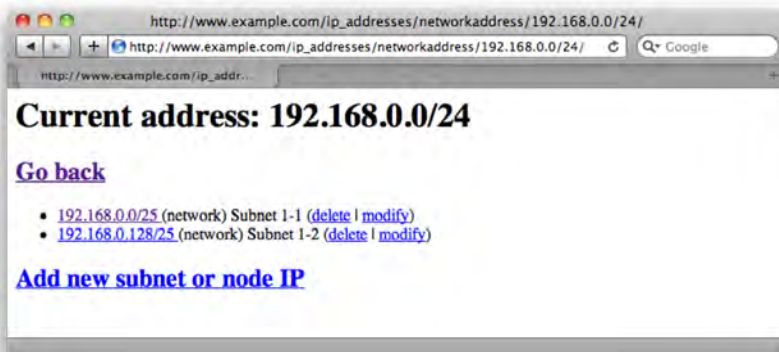 http://www.example.com/ip_addresses/networkaddress/192.168.0.0/24/
http://www.example.com/ip_addresses/networkaddress/192.168.0.0/24/ Google
http://www.example.com/ip_addr...
Current address: 192.168.0.0/24
Go back
192.168.0.0/25 (network) Subnet 1-1 (delete | modify)
192.168.0.128/25 (network) Subnet 1-2 (delete | modify)
Add new subnet or node IP